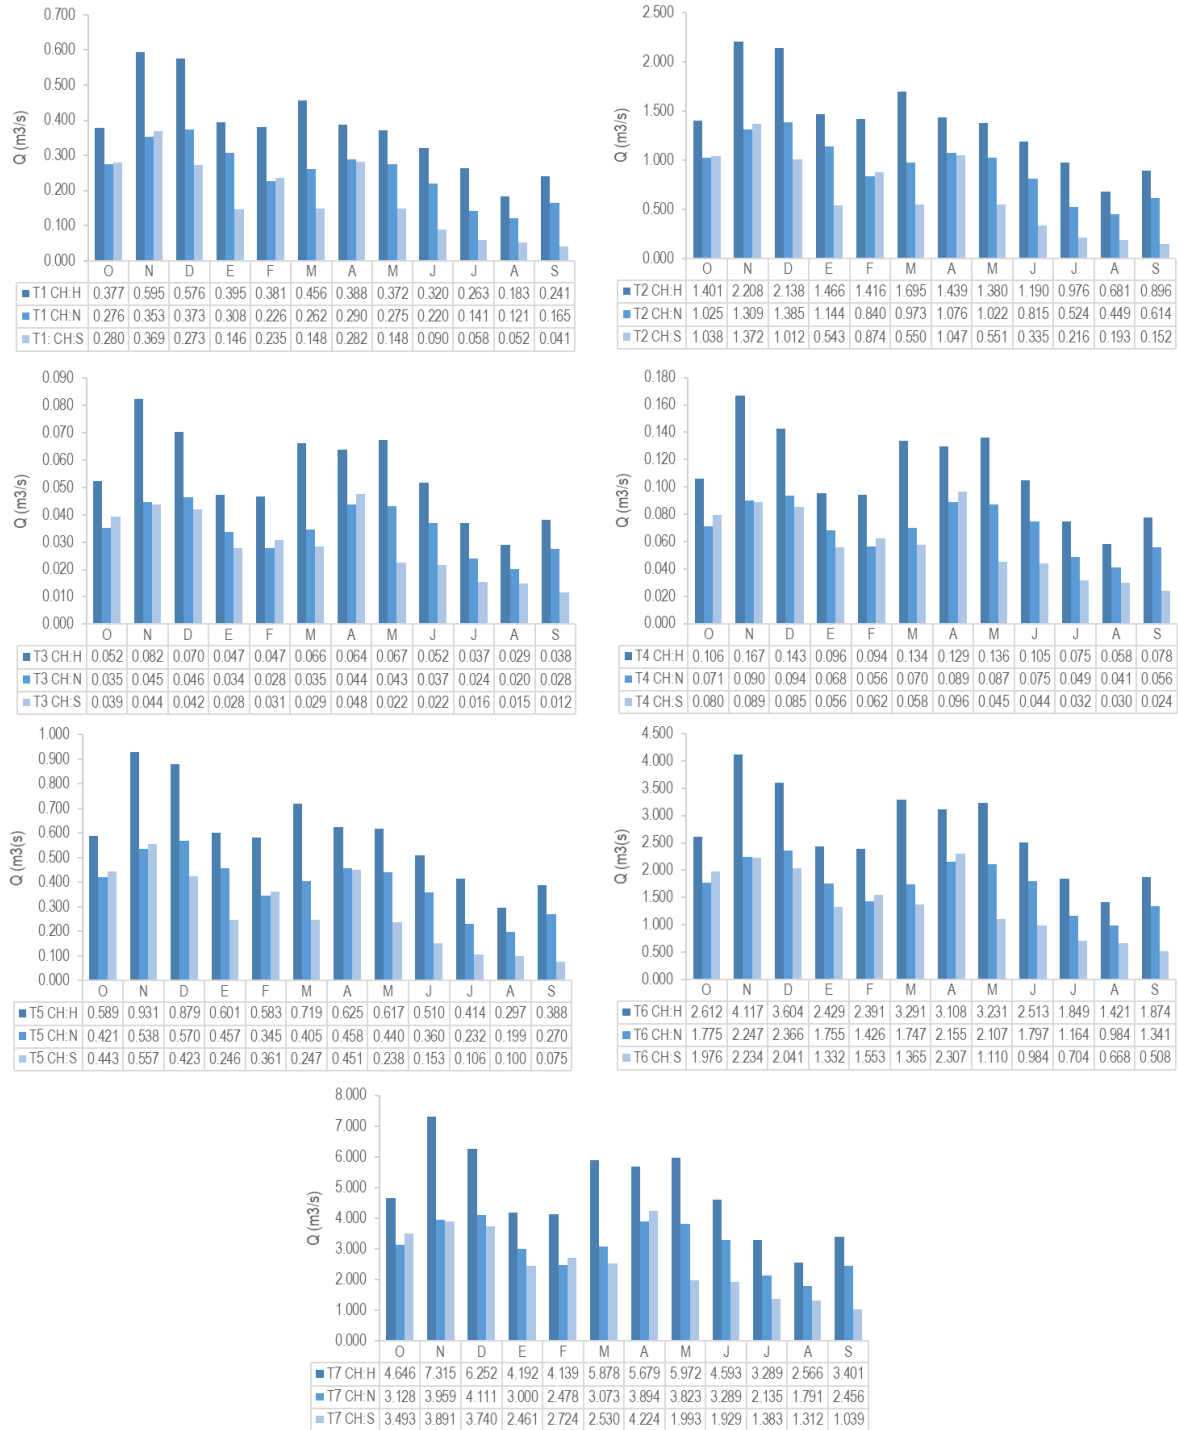 0.700
0.600
0.500
0.400
0.300
0.200
0.100
0.000
Q (m3/s)
O N D E F M A M J J A S
T1 CH:H 0.377 0.595 0.576 0.395 0.381 0.456 0.388 0.372 0.320 0.263 0.183 0.241
T1 CH:N 0.276 0.353 0.373 0.308 0.226 0.262 0.290 0.275 0.220 0.141 0.121 0.165
T1: CH:S 0.280 0.369 0.273 0.146 0.235 0.148 0.282 0.148 0.090 0.058 0.052 0.041
2.500
2.000
1.500
1.000
0.500
0.000
Q (m3/s)
O N D E F M A M J J A S
T2 CH:H 1.401 2.208 2.138 1.466 1.416 1.695 1.439 1.380 1.190 0.976 0.681 0.896
T2 CH:N 1.025 1.309 1.385 1.144 0.840 0.973 1.076 1.022 0.815 0.524 0.449 0.614
T2 CH:S 1.038 1.372 1.012 0.543 0.874 0.550 1.047 0.551 0.335 0.216 0.193 0.152
0.090
0.080
0.070
0.060
0.050
0.040
0.030
0.020
0.010
0.000
Q (m3/s)
O N D E F M A M J J A S
T3 CH:H 0.052 0.082 0.070 0.047 0.047 0.066 0.064 0.067 0.052 0.037 0.029 0.038
T3 CH:N 0.035 0.045 0.046 0.034 0.028 0.035 0.044 0.043 0.037 0.024 0.020 0.028
T3 CH:S 0.039 0.044 0.042 0.028 0.031 0.029 0.048 0.022 0.022 0.016 0.015 0.012
0.180
0.160
0.140
0.120
0.100
0.080
0.060
0.040
0.020
0.000
Q (m3/s)
O N D E F M A M J J A S
T4 CH:H 0.106 0.167 0.143 0.096 0.094 0.134 0.129 0.136 0.105 0.075 0.058 0.078
T4 CH:N 0.071 0.090 0.094 0.068 0.056 0.070 0.089 0.087 0.075 0.049 0.041 0.056
T4 CH:S 0.080 0.089 0.085 0.056 0.062 0.058 0.096 0.045 0.044 0.032 0.030 0.024
1.000
0.900
0.800
0.700
0.600
0.500
0.400
0.300
0.200
0.100
0.000
Q (m3(s)
O N D E F M A M J J A S
T5 CH:H 0.589 0.931 0.879 0.601 0.583 0.719 0.625 0.617 0.510 0.414 0.297 0.388
T5 CH:N 0.421 0.538 0.570 0.457 0.345 0.405 0.458 0.440 0.360 0.232 0.199 0.270
T5 CH:S 0.443 0.557 0.423 0.246 0.361 0.247 0.451 0.238 0.153 0.106 0.100 0.075
4.500
4.000
3.500
3.000
2.500
2.000
1.500
1.000
0.500
0.000
Q (m3(s)
O N D E F M A M J J A S
T6 CH:H 2.612 4.117 3.604 2.429 2.391 3.291 3.108 3.231 2.513 1.849 1.421 1.874
T6 CH:N 1.775 2.247 2.366 1.755 1.426 1.747 2.155 2.107 1.797 1.164 0.984 1.341
T6 CH:S 1.976 2.234 2.041 1.332 1.553 1.365 2.307 1.110 0.984 0.704 0.668 0.508
8.000
7.000
6.000
5.000
4.000
3.000
2.000
1.000
0.000
Q (m3/s)
O N D E F M A M J J A S
T7 CH:H 4.646 7.315 6.252 4.192 4.139 5.878 5.679 5.972 4.593 3.289 2.566 3.401
T7 CH:N 3.128 3.959 4.111 3.000 2.478 3.073 3.894 3.823 3.289 2.135 1.791 2.456
T7 CH:S 3.493 3.891 3.740 2.461 2.724 2.530 4.224 1.993 1.929 1.383 1.312 1.039